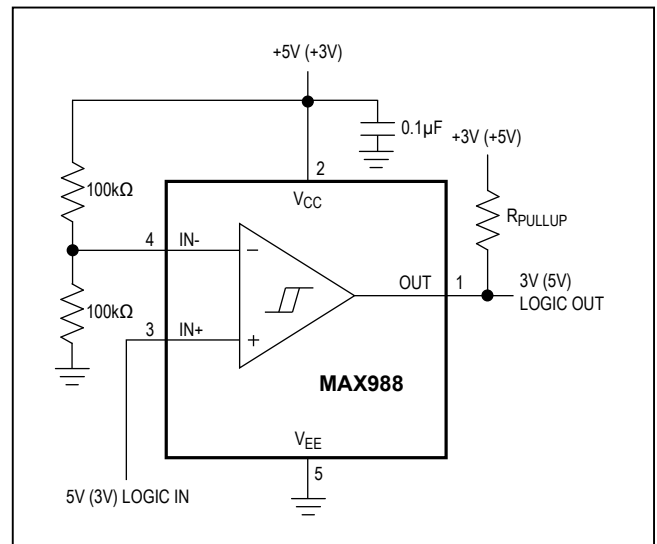 +5V (+3V)
0.1µF
+3V (+5V)
2
VCC
100kΩ
RPULLUP
4
IN-
−
OUT
1
3V (5V)
LOGIC OUT
100kΩ
3
IN+
+
MAX988
VEE
5
5V (3V) LOGIC IN